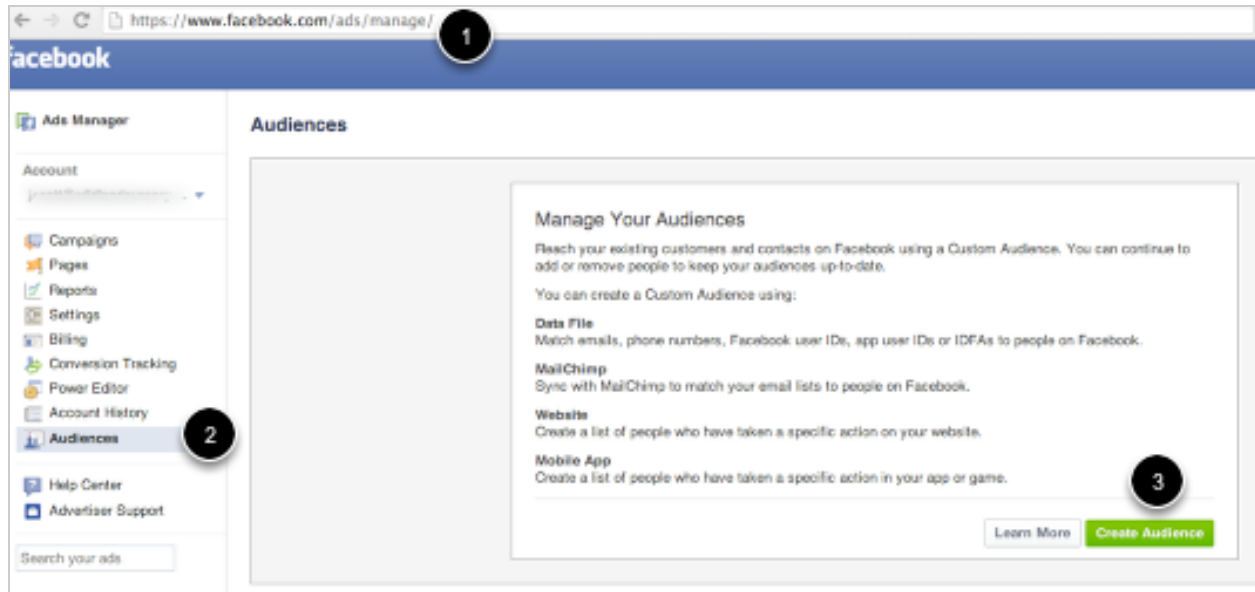 https://www.facebook.com/ads/manage/
1
facebook
Ads Manager
Audiences
Account
Campaigns
Pages
Reports
Settings
Billing
Conversion Tracking
Power Editor
Account History
Audiences
2
Help Center
Advertiser Support
Search your ads
Manage Your Audiences
Reach your existing customers and contacts on Facebook using a Custom Audience. You can continue to
add or remove people to keep your audiences up-to-date.
You can create a Custom Audience using:
Data File
Match emails, phone numbers, Facebook user IDs, app user IDs or IDFAs to people on Facebook.
MailChimp
Sync with MailChimp to match your email lists to people on Facebook.
Website
Create a list of people who have taken a specific action on your website.
Mobile App
Create a list of people who have taken a specific action in your app or game.
3
Learn More
Create Audience